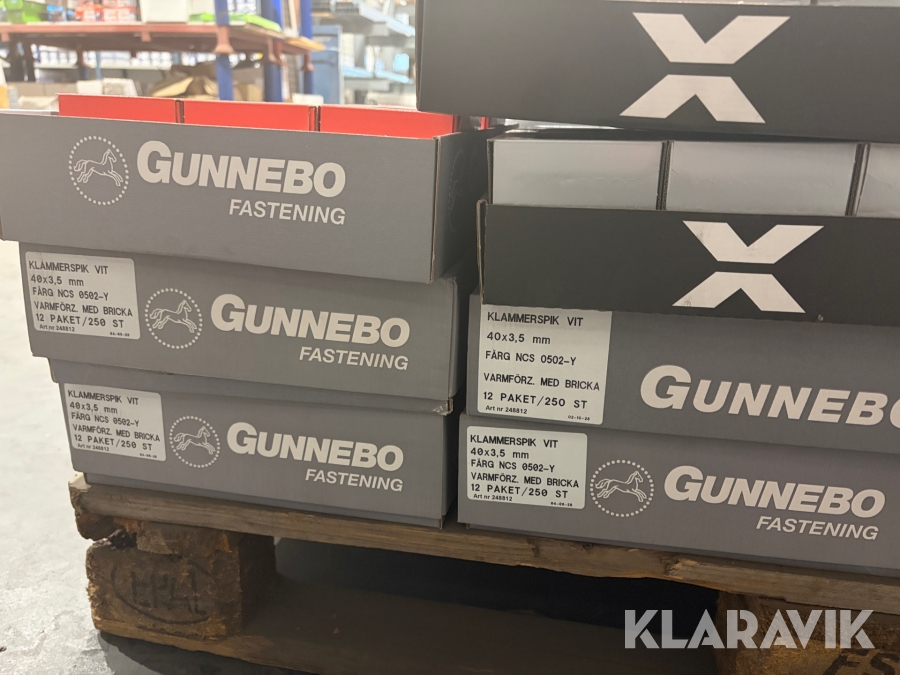 GUNNEBO
FASTENING
KLAMMERSPIK VIT
40x3,5 mm
FÄRG NCS 0502-Y
VARMFÖRZ. MED BRICKA
12 PAKET/250 ST
Art nr 248812
GUNNEBO
FASTENING
KLAMMERSPIK VIT
40x3,5 mm
FÄRG NCS 0502-Y
VARMFÖRZ. MED BRICKA
12 PAKET/250 ST
Art nr 248812
GUNNEBO
FASTENING
X
X
KLAMMERSPIK VIT
40x3,5 mm
FÄRG NCS 0502-Y
VARMFÖRZ. MED BRICKA
12 PAKET/250 ST
Art nr 248812
GUNNEBO
KLAMMERSPIK VIT
40x3,5 mm
FÄRG NCS 0502-Y
VARMFÖRZ. MED BRICKA
12 PAKET/250 ST
Art nr 248812
GUNNEBO
FASTENING
KLARAVIK